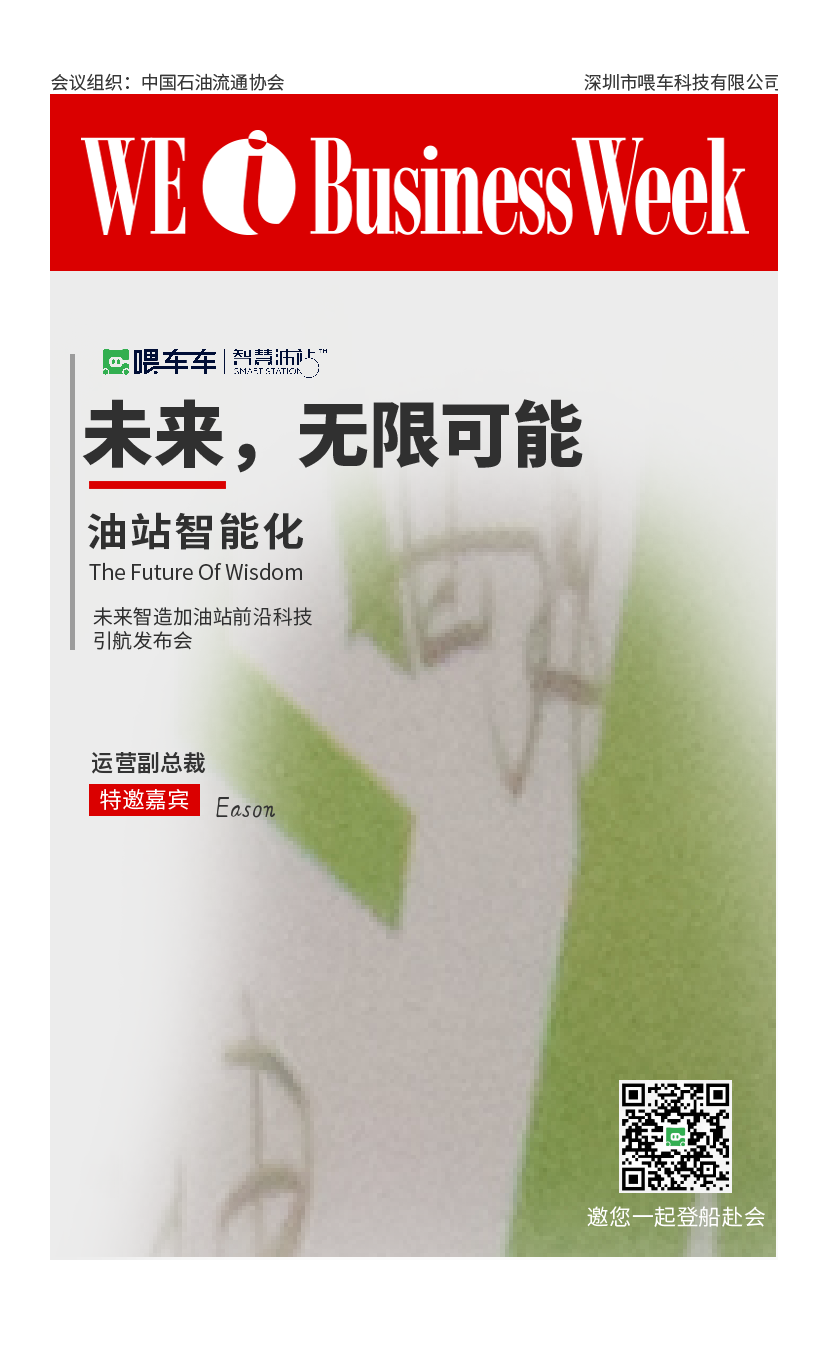 会议组织：中国石油流通协会
深圳市喂车科技有限公司
WE i BusinessWeek
喂车车 | 智慧油站™
SMART STATION
未来，无限可能
油站智能化
The Future Of Wisdom
未来智造加油站前沿科技
引航发布会
运营副总裁
特邀嘉宾 Eason
邀您一起登船赴会